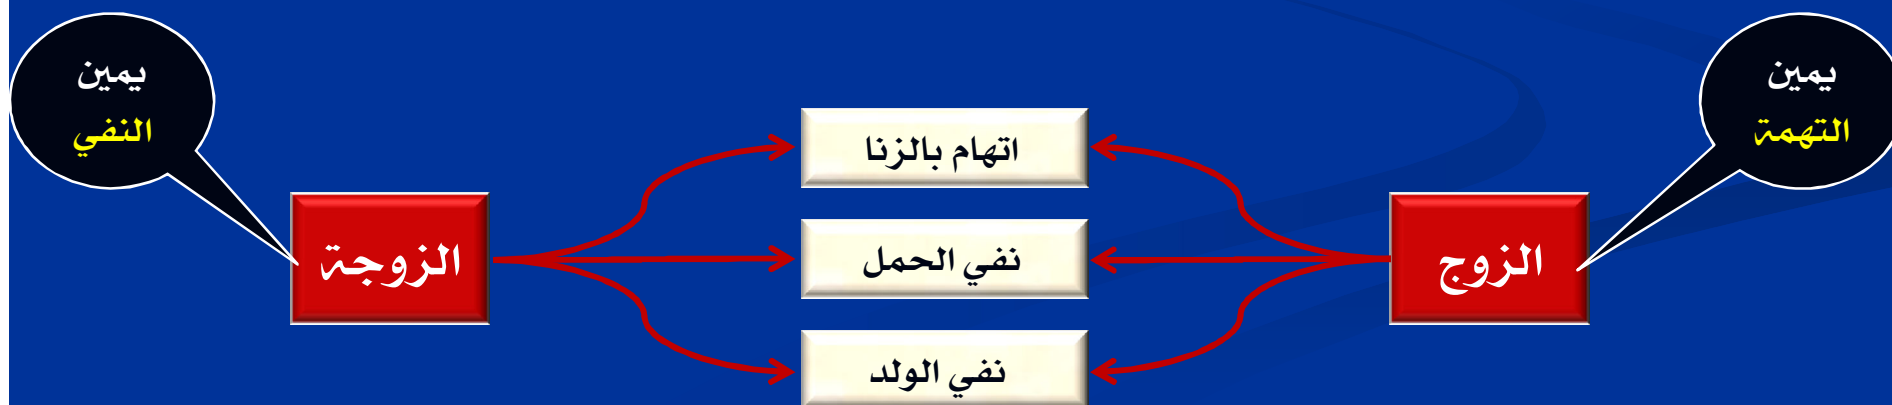 يمين
التهمة
يمين
النفي
الزوج
اتهام بالزنا
نفي الحمل
نفي الولد
الزوجة